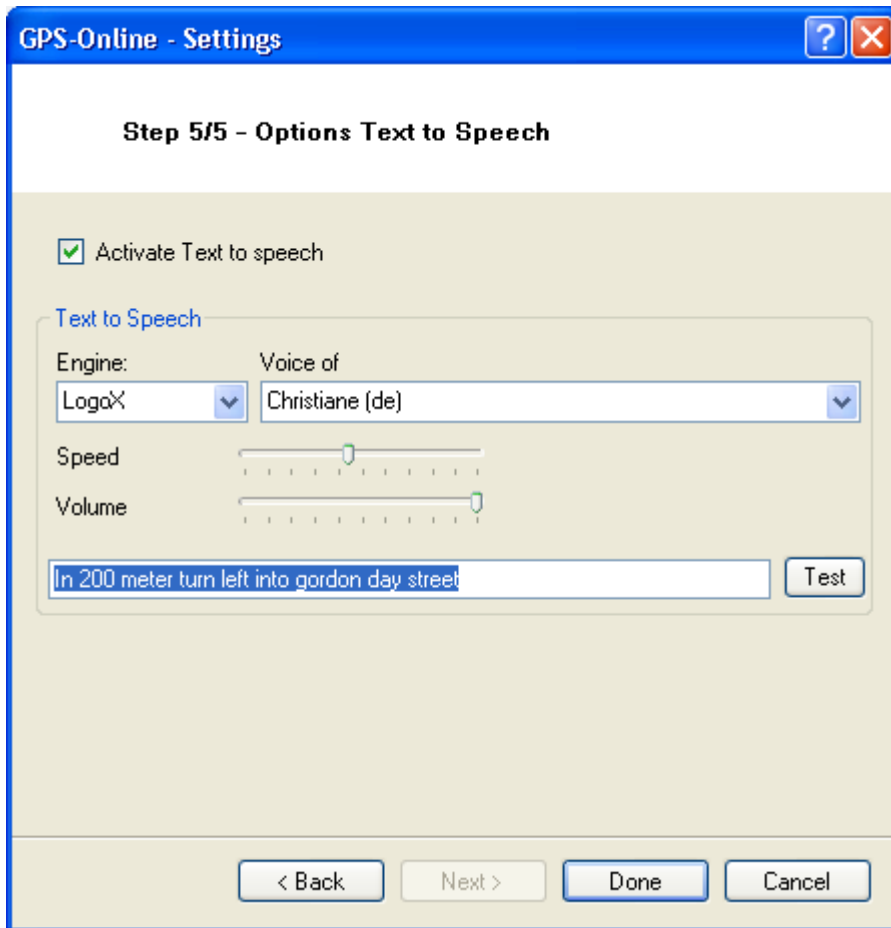 GPS-Online - Settings
Step 5/5 - Options Text to Speech
Activate Text to speech
Text to Speech
Engine: Voice of
LogoX Christiane (de)
Speed
Volume
In 200 meter turn left into gordon day street Test
< Back Next > Done Cancel